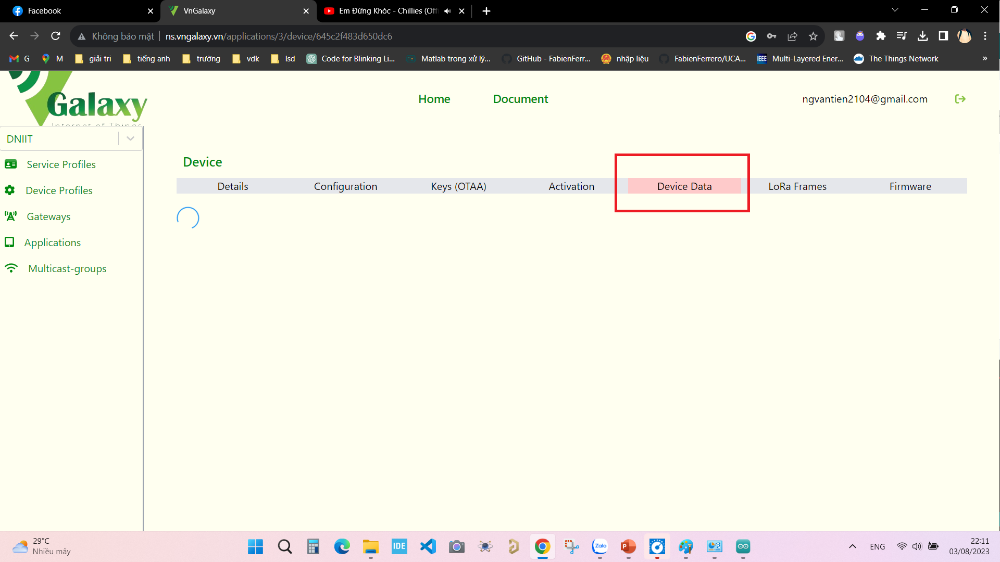 Facebook
VnGalaxy
Em Đừng Khóc - Chillies (Offi
Không bảo mật
ns.vngalaxy.vn/applications/3/device/645c2f483d650dc6
G
M
giải tri
tiếng anh
trường
vdk
lsd
Code for Blinking Li...
Matlab trong xử lý...
GitHub - FabienFerr...
nhập liệu
FabienFerrero/UCA...
IEEE
Multi-Layered Ener...
The Things Network
»
Galaxy
Internet of Things
Home
Document
ngvantien2104@gmail.com
DNIIT
Service Profiles
Device Profiles
Gateways
Applications
Multicast-groups
Device
Details
Configuration
Keys (OTAA)
Activation
Device Data
LoRa Frames
Firmware
29°C
Nhiều mây
IDE
Zalo
P
ENG
22:11
03/08/2023